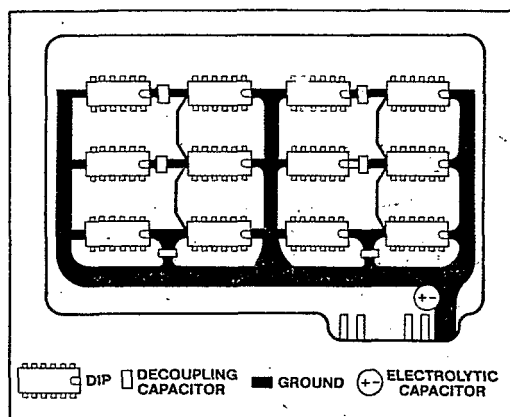 DIP
DECOUPLING
CAPACITOR
GROUND
+-
ELECTROLYTIC
CAPACITOR
+-